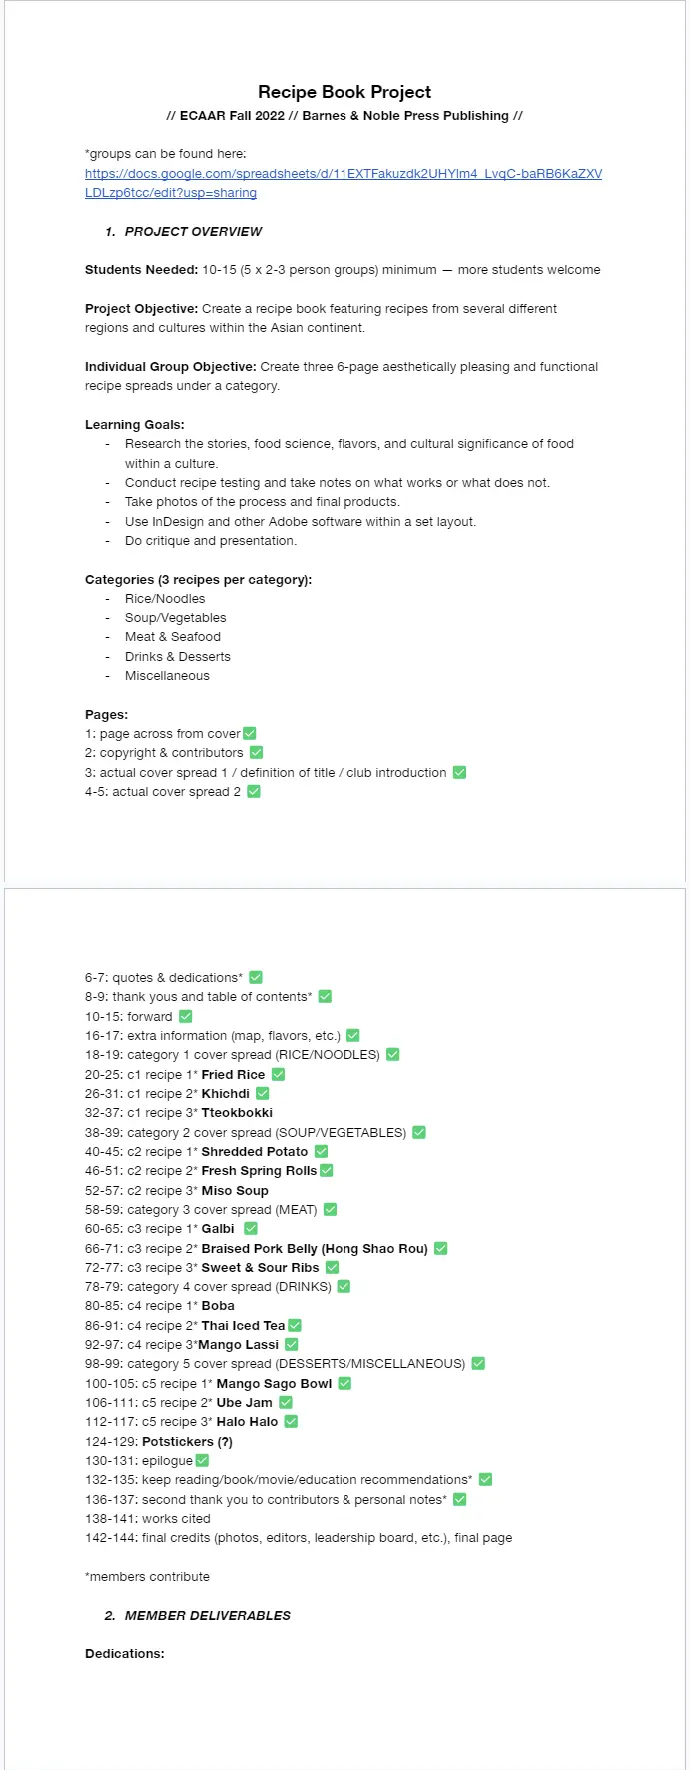 Recipe Book Project
// ECAAR Fall 2022 // Barnes & Noble Press Publishing //
*groups can be found here:
https://docs.google.com/spreadsheets/d/11EXTFakuzdk2UHYlm4_LvqC-baRB6KaZXV
LDLzp6tcc/edit?usp=sharing
1. PROJECT OVERVIEW
Students Needed: 10-15 (5 x 2-3 person groups) minimum — more students welcome
Project Objective: Create a recipe book featuring recipes from several different
regions and cultures within the Asian continent.
Individual Group Objective: Create three 6-page aesthetically pleasing and functional
recipe spreads under a category.
Learning Goals:
- Research the stories, food science, flavors, and cultural significance of food
within a culture.
- Conduct recipe testing and take notes on what works or what does not.
- Take photos of the process and final products.
- Use InDesign and other Adobe software within a set layout.
- Do critique and presentation.
Categories (3 recipes per category):
- Rice/Noodles
- Soup/Vegetables
- Meat & Seafood
- Drinks & Desserts
- Miscellaneous
Pages:
1: page across from cover ✅
2: copyright & contributors ✅
3: actual cover spread 1 / definition of title / club introduction ✅
4-5: actual cover spread 2 ✅
6-7: quotes & dedications* ✅
8-9: thank yous and table of contents* ✅
10-15: forward ✅
16-17: extra information (map, flavors, etc.) ✅
18-19: category 1 cover spread (RICE/NOODLES) ✅
20-25: c1 recipe 1* Fried Rice ✅
26-31: c1 recipe 2* Khichdi ✅
32-37: c1 recipe 3* Tteokbokki
38-39: category 2 cover spread (SOUP/VEGETABLES) ✅
40-45: c2 recipe 1* Shredded Potato ✅
46-51: c2 recipe 2* Fresh Spring Rolls ✅
52-57: c2 recipe 3* Miso Soup
58-59: category 3 cover spread (MEAT) ✅
60-65: c3 recipe 1* Galbi ✅
66-71: c3 recipe 2* Braised Pork Belly (Hong Shao Rou) ✅
72-77: c3 recipe 3* Sweet & Sour Ribs ✅
78-79: category 4 cover spread (DRINKS) ✅
80-85: c4 recipe 1* Boba
86-91: c4 recipe 2* Thai Iced Tea ✅
92-97: c4 recipe 3*Mango Lassi ✅
98-99: category 5 cover spread (DESSERTS/MISCELLANEOUS) ✅
100-105: c5 recipe 1* Mango Sago Bowl ✅
106-111: c5 recipe 2* Ube Jam ✅
112-117: c5 recipe 3* Halo Halo ✅
124-129: Potstickers (?)
130-131: epilogue ✅
132-135: keep reading/book/movie/education recommendations* ✅
136-137: second thank you to contributors & personal notes* ✅
138-141: works cited
142-144: final credits (photos, editors, leadership board, etc.), final page
*members contribute
2. MEMBER DELIVERABLES
Dedications: